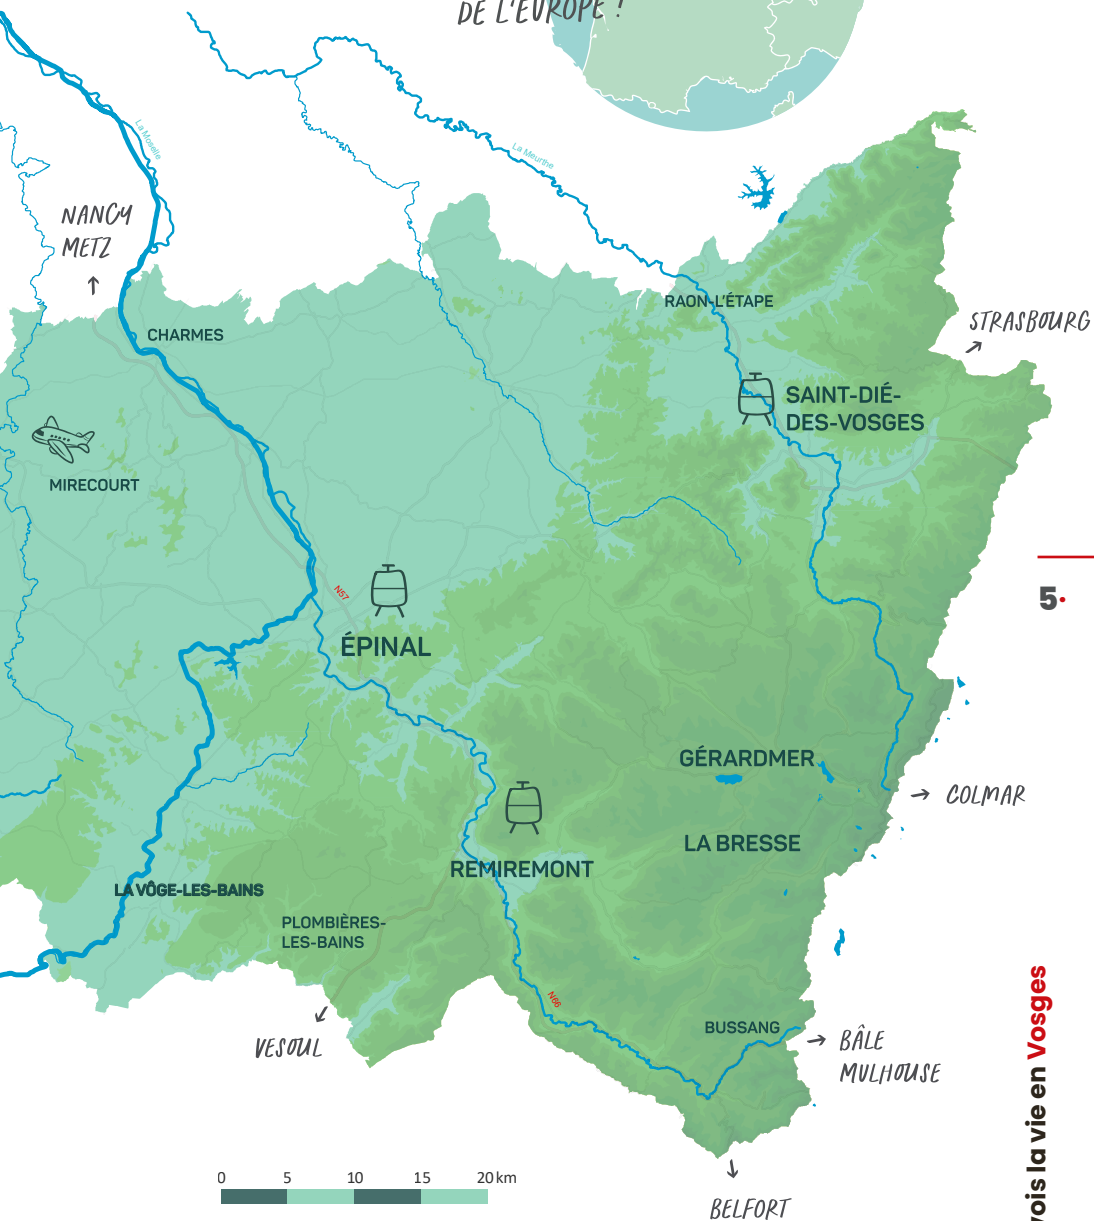 DE L'EUROPE !
La Moselle
La Meurthe
NANCY
METZ
RAON-L'ÉTAPE
STRASBOURG
CHARMES
SAINT-DIÉ-
DES-VOSGES
MIRECOURT
N57
5.
ÉPINAL
GÉRARDMER
COLMAR
LA BRESSE
REMIREMONT
LA VÔGE-LES-BAINS
PLOMBIÈRES-
LES-BAINS
N66
BUSSANG
VESOUL
BÂLE
MULHOUSE
vois la vie en Vosges
0 5 10 15 20 km
BELFORT